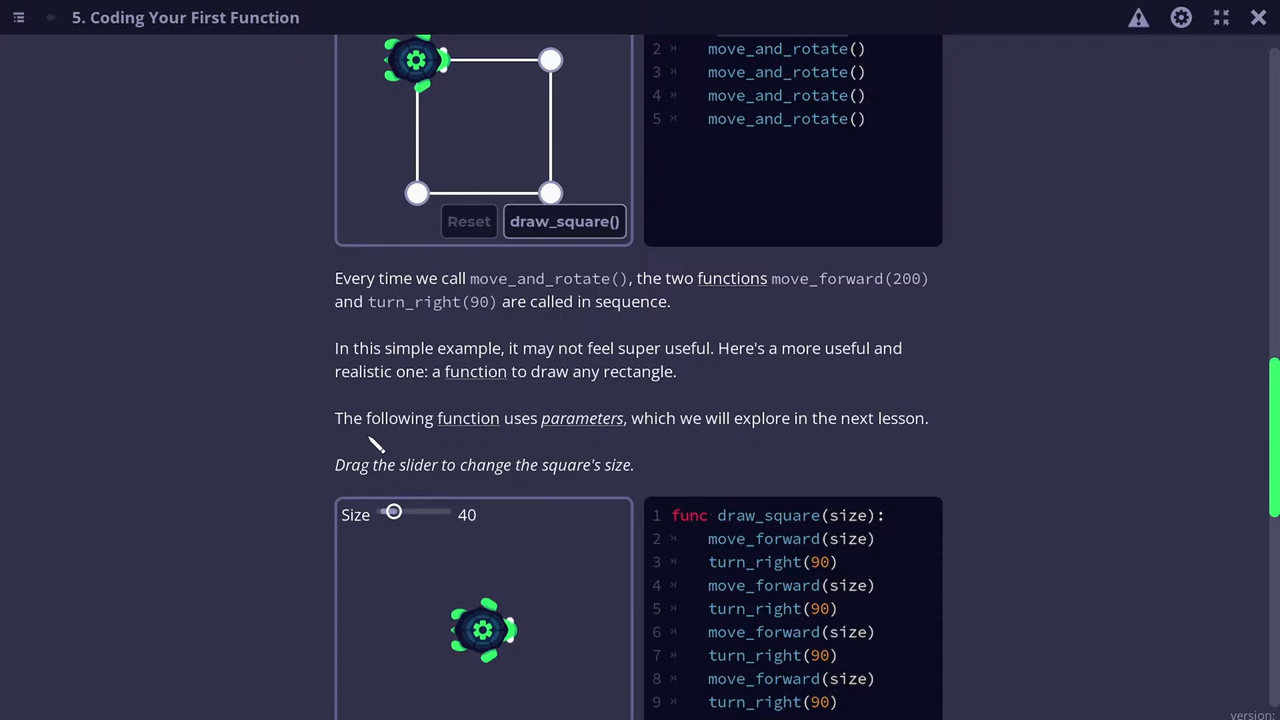 5. Coding Your First Function
2 move_and_rotate()
3 move_and_rotate()
4 move_and_rotate()
5 move_and_rotate()
Reset draw_square()
Every time we call move_and_rotate(), the two functions move_forward(200)
and turn_right(90) are called in sequence.
In this simple example, it may not feel super useful. Here's a more useful and
realistic one: a function to draw any rectangle.
The following function uses parameters, which we will explore in the next lesson.
Drag the slider to change the square's size.
Size 40
1 func draw_square(size):
2 move_forward(size)
3 turn_right(90)
4 move_forward(size)
5 turn_right(90)
6 move_forward(size)
7 turn_right(90)
8 move_forward(size)
9 turn_right(90)
version: